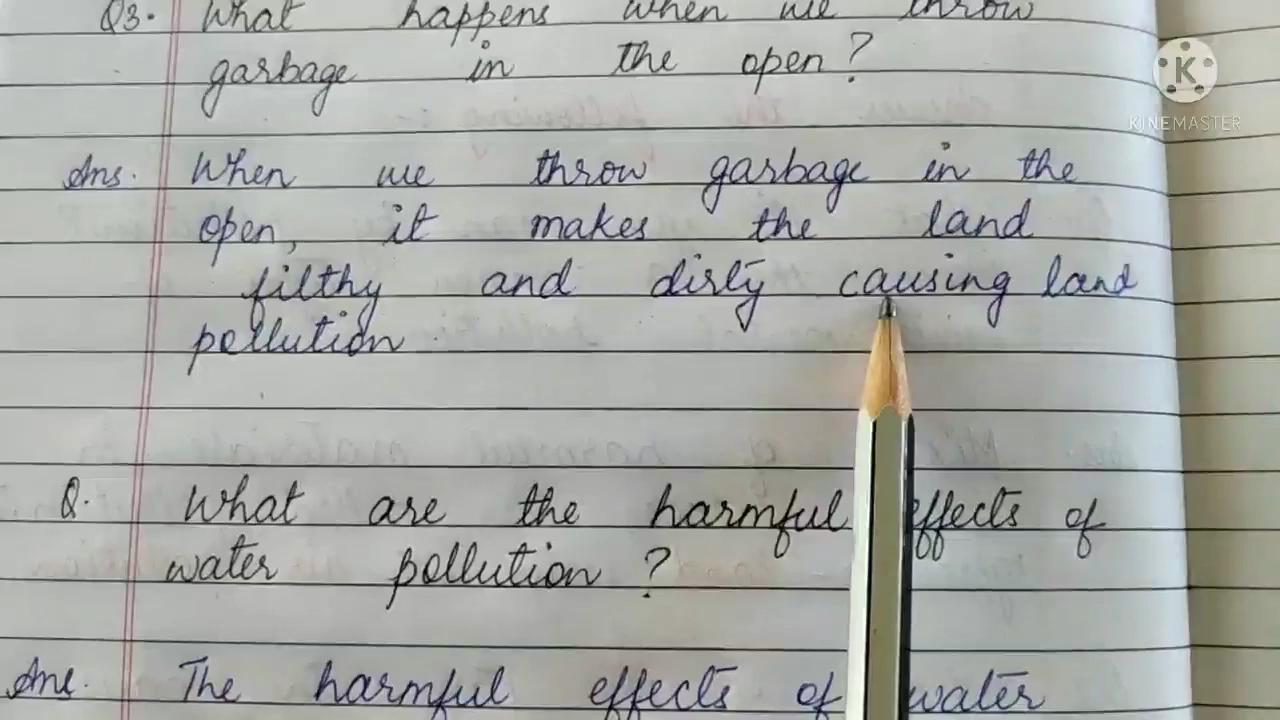 Q3. What happens when we throw
garbage in the open?
Ans. When we throw garbage in the
open, it makes the land
filthy and dirty causing land
pollution
Q. What are the harmful effects of
water pollution?
Ans. The harmful effects of water
K
KINEMASTER